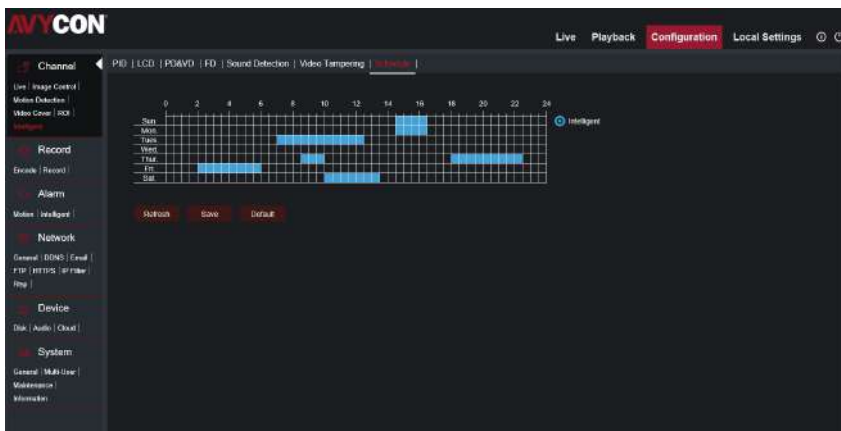 AVYCON
Live Playback Configuration Local Settings
Channel
PID | LCD | PD&VD | FD | Sound Detection | Video Tampering | Schedule |
Live | Image Control |
Motion Detection |
Video Cover | ROI |
Intelligent
0 2 4 6 8 10 12 14 16 18 20 22 24
Sun.
Intelligent
Mon.
Tues.
Wed.
Thur.
Fri.
Sat.
Record
Encode | Record |
Alarm
Motion | Intelligent |
Refresh Save Default
Network
General | DDNS | Email |
FTP | HTTPS | IP Filter |
Rtsp |
Device
Disk | Audio | Cloud |
System
General | Multi-User |
Maintenance |
Information